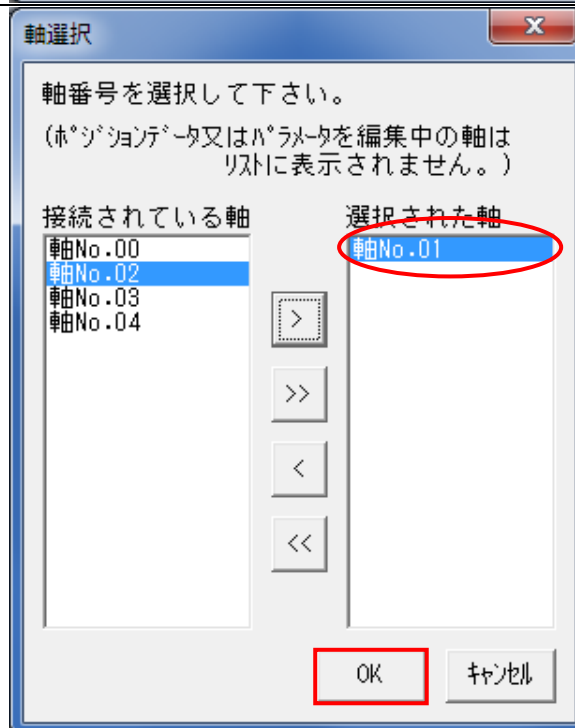 軸選択
軸番号を選択して下さい。
(ﾎﾟｼﾞｼｮﾝﾃﾞｰﾀ又はﾊﾟﾗﾒｰﾀを編集中の軸は
ﾘｽﾄに表示されません。)
接続されている軸
選択された軸
軸No.00
軸No.02
軸No.03
軸No.04
軸No.01
>
>>
<
<<
OK
ｷｬﾝｾﾙ